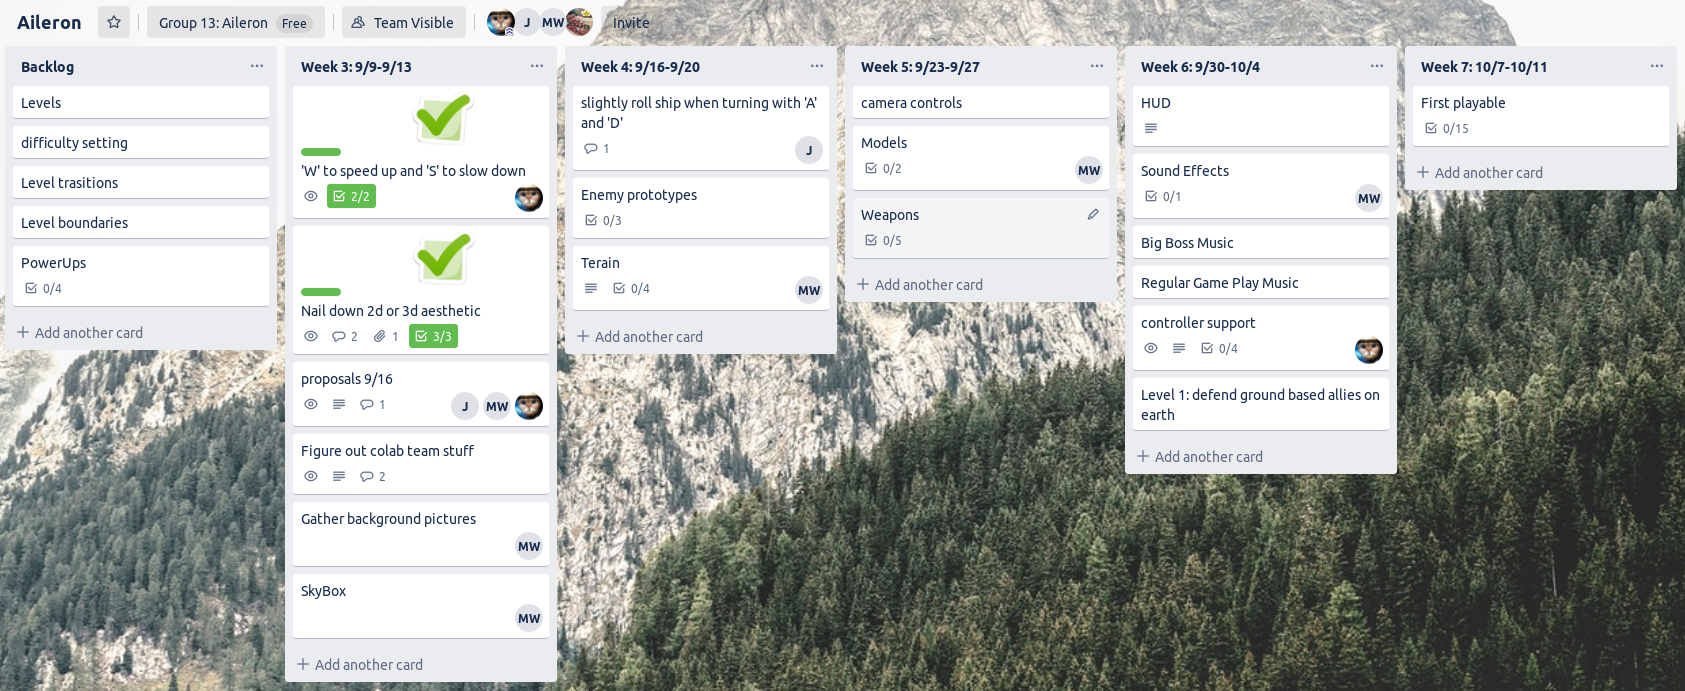 Aileron
Group 13: Aileron Free
Team Visible
J
MW
Invite
Backlog
Levels
difficulty setting
Level trasitions
Level boundaries
PowerUps
0/4
Add another card
Week 3: 9/9-9/13
'W' to speed up and 'S' to slow down
2/2
Nail down 2d or 3d aesthetic
2 1 3/3
proposals 9/16
1 J MW
Figure out colab team stuff
2
Gather background pictures
MW
SkyBox
MW
Add another card
Week 4: 9/16-9/20
slightly roll ship when turning with 'A'
and 'D'
1 J
Enemy prototypes
0/3
Terain
0/4 MW
Add another card
Week 5: 9/23-9/27
camera controls
Models
0/2 MW
Weapons
0/5
Add another card
Week 6: 9/30-10/4
HUD
Sound Effects
0/1 MW
Big Boss Music
Regular Game Play Music
controller support
0/4
Level 1: defend ground based allies on
earth
Add another card
Week 7: 10/7-10/11
First playable
0/15
Add another card